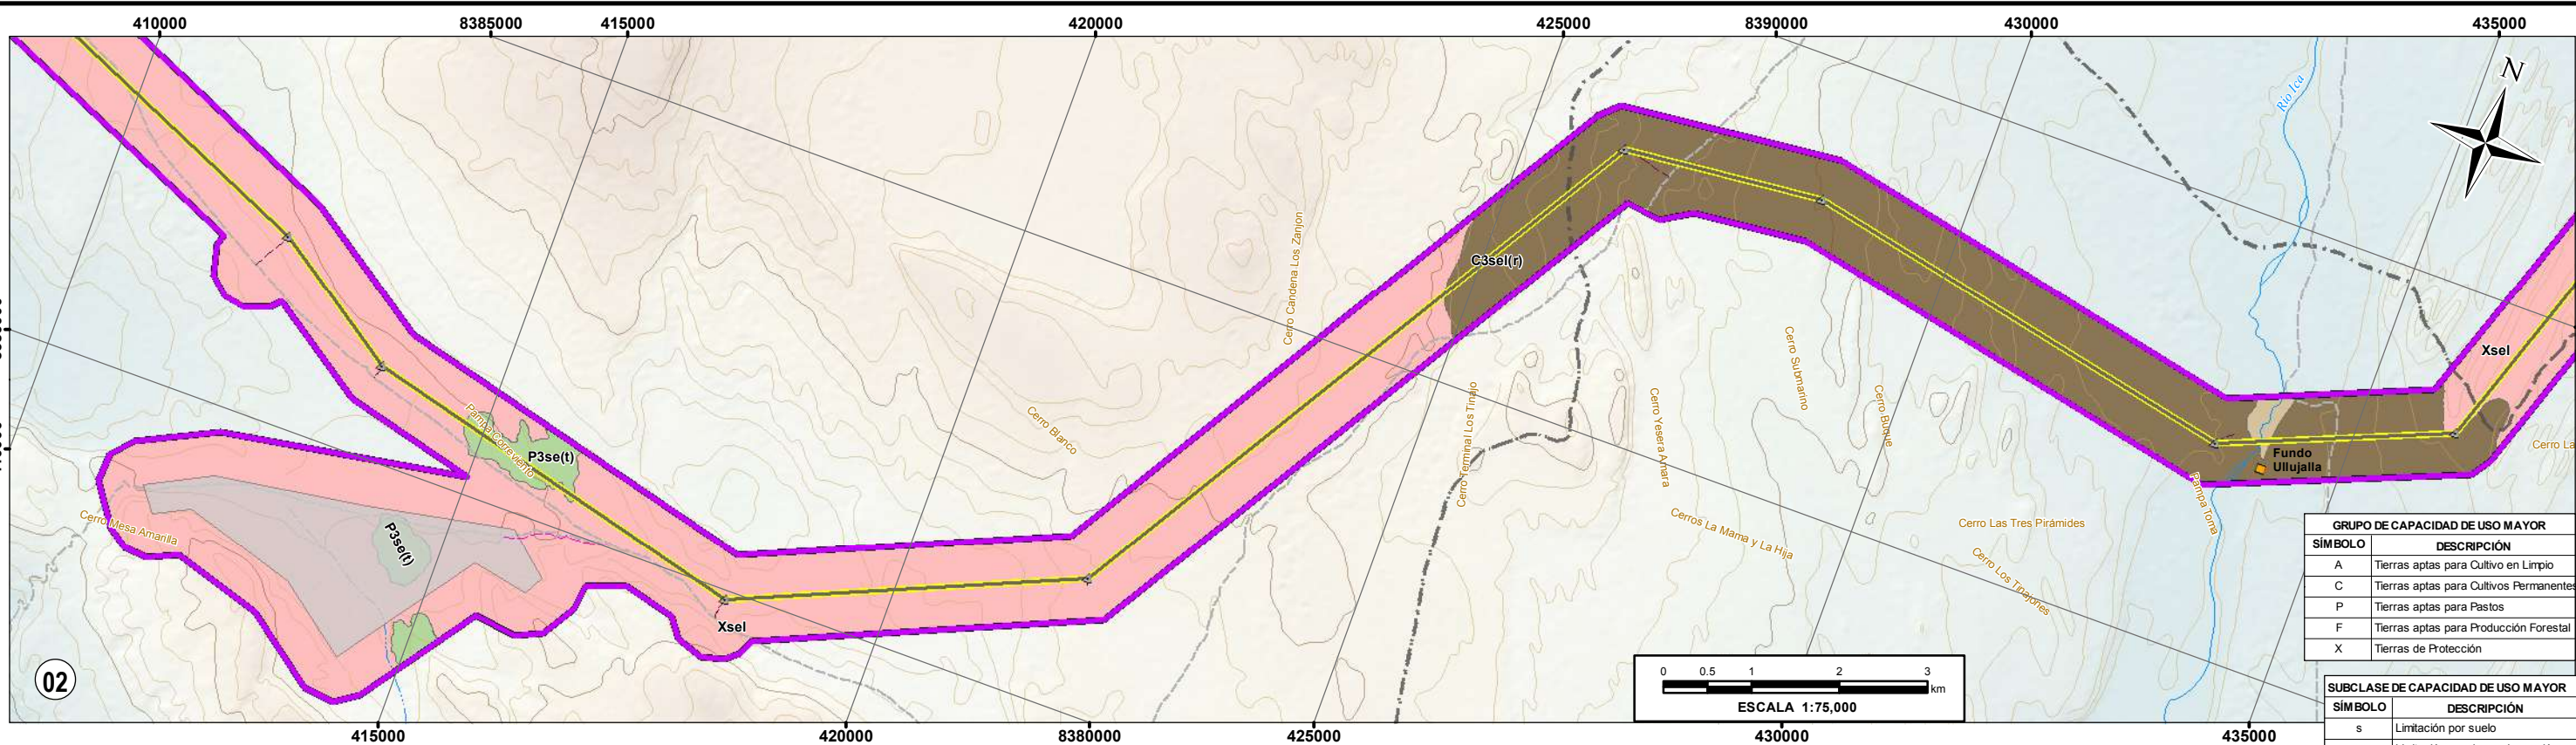 410000
8385000
415000
420000
425000
8390000
430000
435000
N
Río Ica
Cerro Candena Los Zanjon
C3sel(r)
Xsel
Cerro Submarino
Cerro Buque
Cerro Yesera Amara
Cerro Terminal Los Tinajo
Cerro Blanco
Pampa Correviento
P3se(t)
Cerro La
Fundo
Ullujalla
Pampa Toma
Cerro Mesa Amarilla
P3se(t)
Cerros La Mama y La Hija
Cerro Las Tres Pirámides
Cerro Los Tinajones
Xsel
GRUPO DE CAPACIDAD DE USO MAYOR
SÍMBOLO DESCRIPCIÓN
A Tierras aptas para Cultivo en Limpio
C Tierras aptas para Cultivos Permanentes
P Tierras aptas para Pastos
F Tierras aptas para Producción Forestal
X Tierras de Protección
02
0 0.5 1 2 3
km
ESCALA 1:75,000
SUBCLASE DE CAPACIDAD DE USO MAYOR
SÍMBOLO DESCRIPCIÓN
s Limitación por suelo
415000
420000
8380000
425000
430000
435000